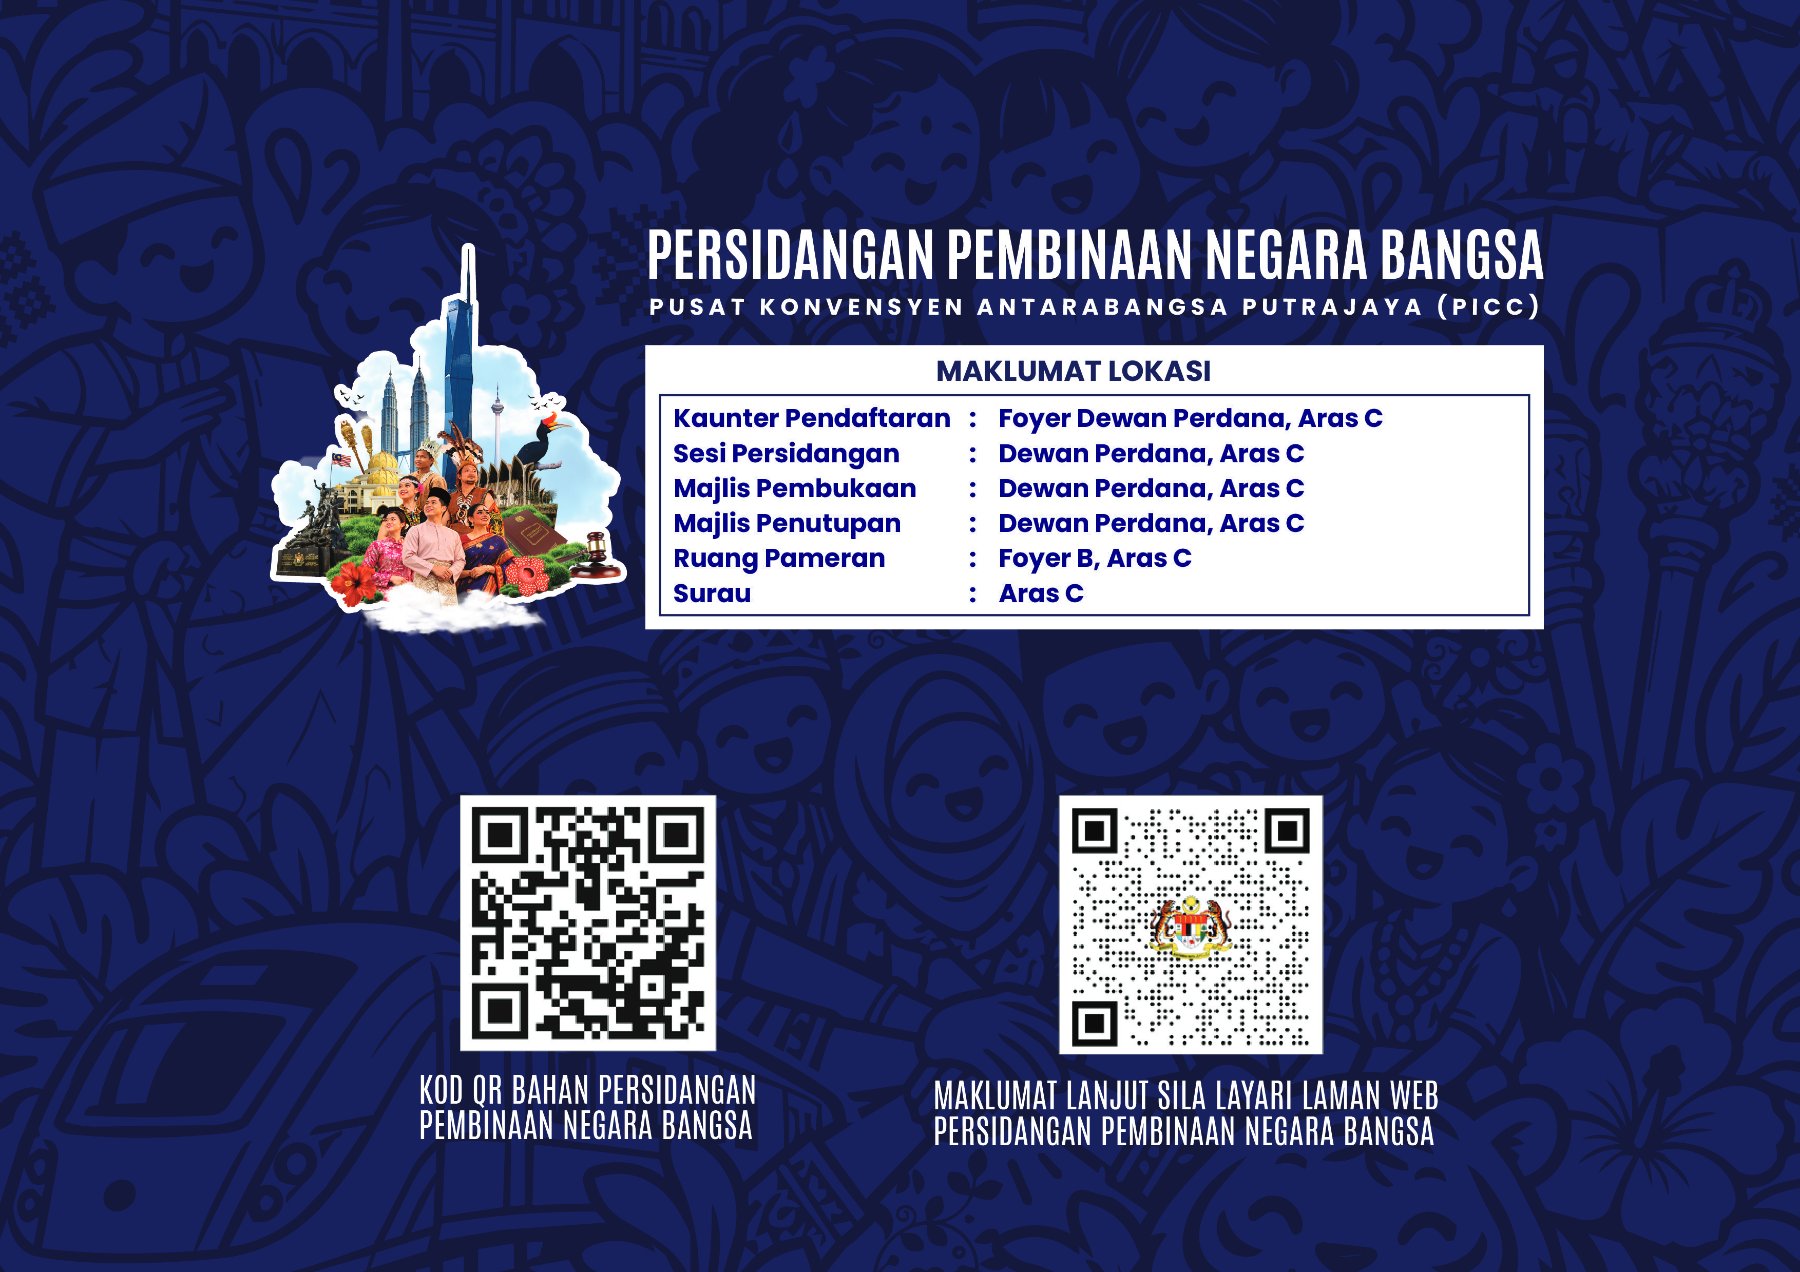 PERSIDANGAN PEMBINAAN NEGARA BANGSA
PUSAT KONVENSYEN ANTARABANGSA PUTRAJAYA (PICC)
MAKLUMAT LOKASI
Kaunter Pendaftaran : Foyer Dewan Perdana, Aras C
Sesi Persidangan : Dewan Perdana, Aras C
Majlis Pembukaan : Dewan Perdana, Aras C
Majlis Penutupan : Dewan Perdana, Aras C
Ruang Pameran : Foyer B, Aras C
Surau : Aras C
KOD QR BAHAN PERSIDANGAN
PEMBINAAN NEGARA BANGSA
MAKLUMAT LANJUT SILA LAYARI LAMAN WEB
PERSIDANGAN PEMBINAAN NEGARA BANGSA